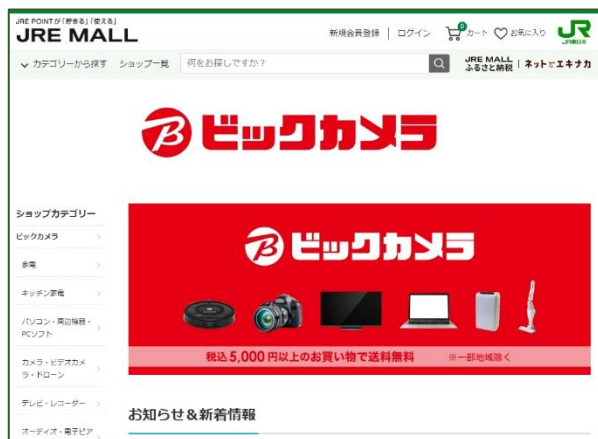 JRE POINTが「貯まる」「使える」
JRE MALL
新規会員登録 | ログイン 0 カート お気に入り JR
JR東日本
カテゴリーから探す ショップ一覧 何をお探しですか? JRE MALL ふるさと納税 | ネットでエキナカ
B ビックカメラ
ショップカテゴリー
ビックカメラ
家電
キッチン家電
パソコン・周辺機器・
PCソフト
カメラ・ビデオカメ
ラ・ドローン
テレビ・レコーダー
オーディオ・電子ピア
B ビックカメラ
税込5,000円以上のお買い物で送料無料 ※一部地域除く
お知らせ&新着情報